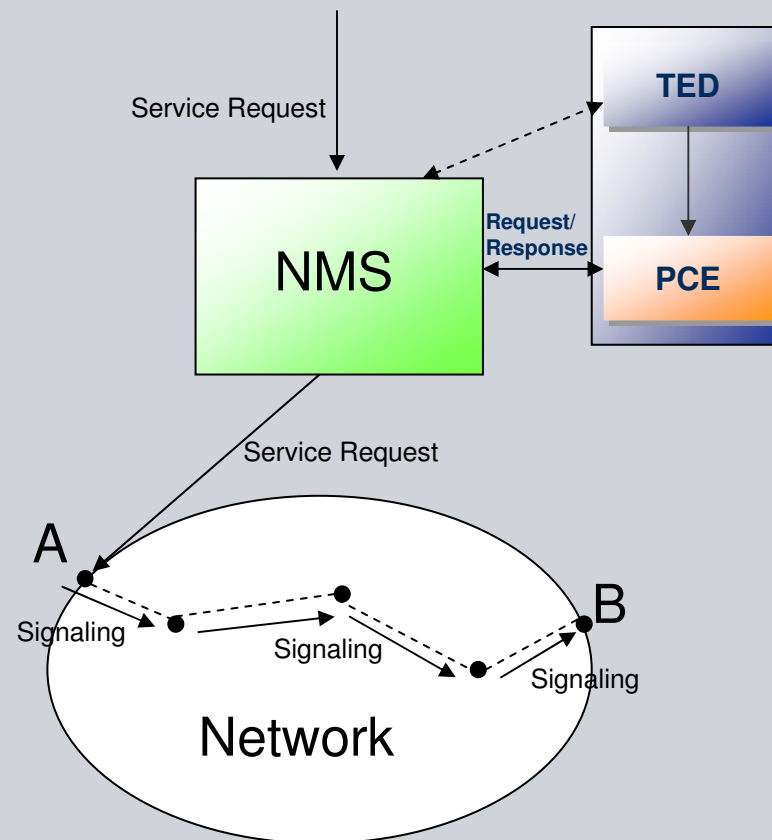 Service Request
TED
NMS
Request/
Response
PCE
Service Request
A
B
Signaling
Signaling
Signaling
Network